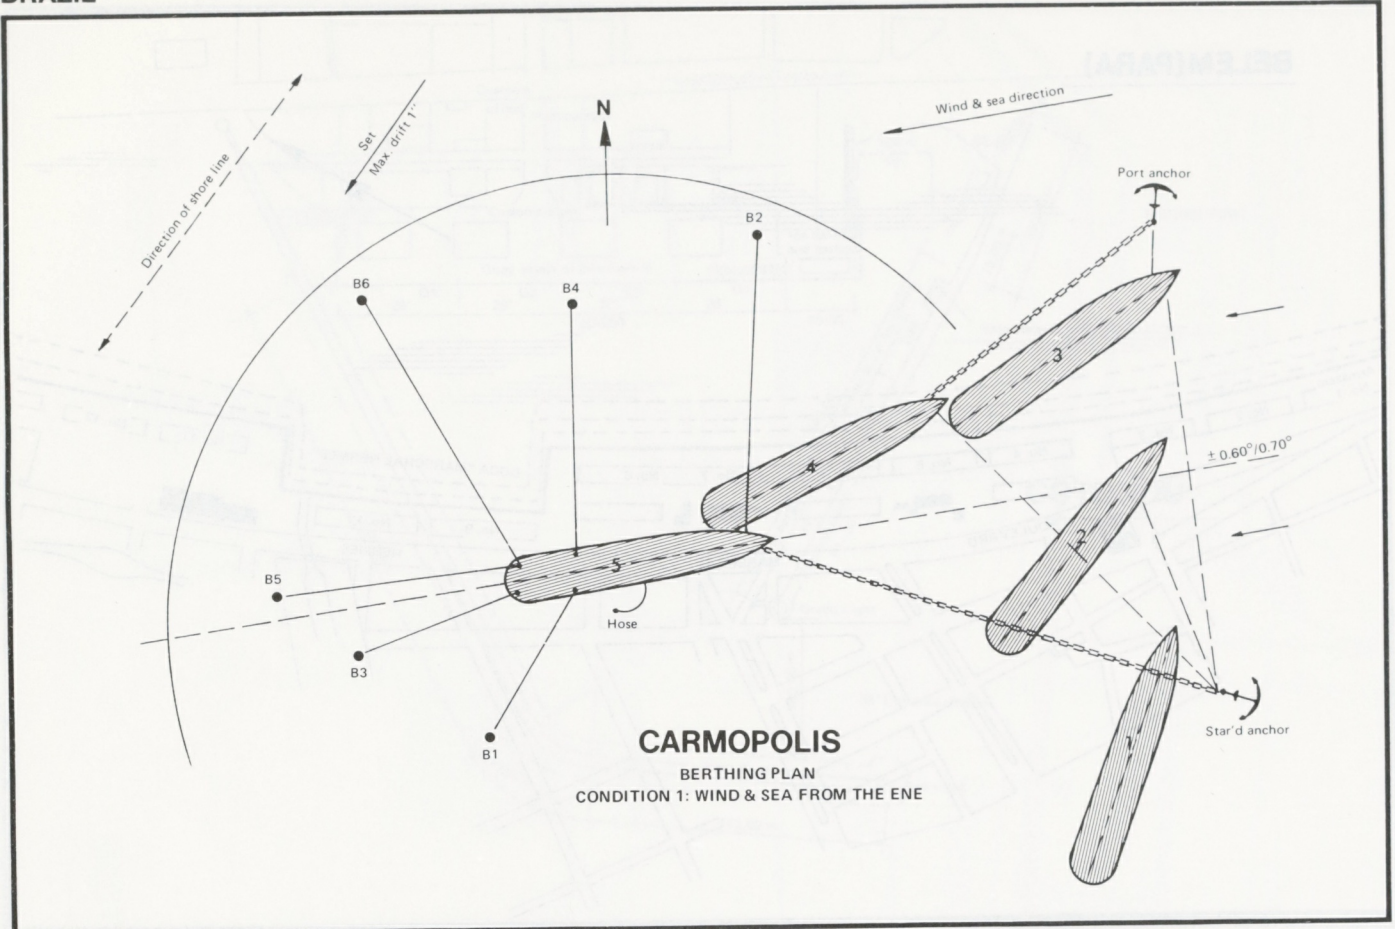 BRAZIL
Direction of shore line
Set
Max. drift 1''
N
Wind & sea direction
Port anchor
B2
B6
B4
3
4
± 0.60°/0.70°
2
5
B5
Hose
B3
B1
1
Star'd anchor
CARMOPOLIS
BERTHING PLAN
CONDITION 1: WIND & SEA FROM THE ENE
BELEM(PARA)